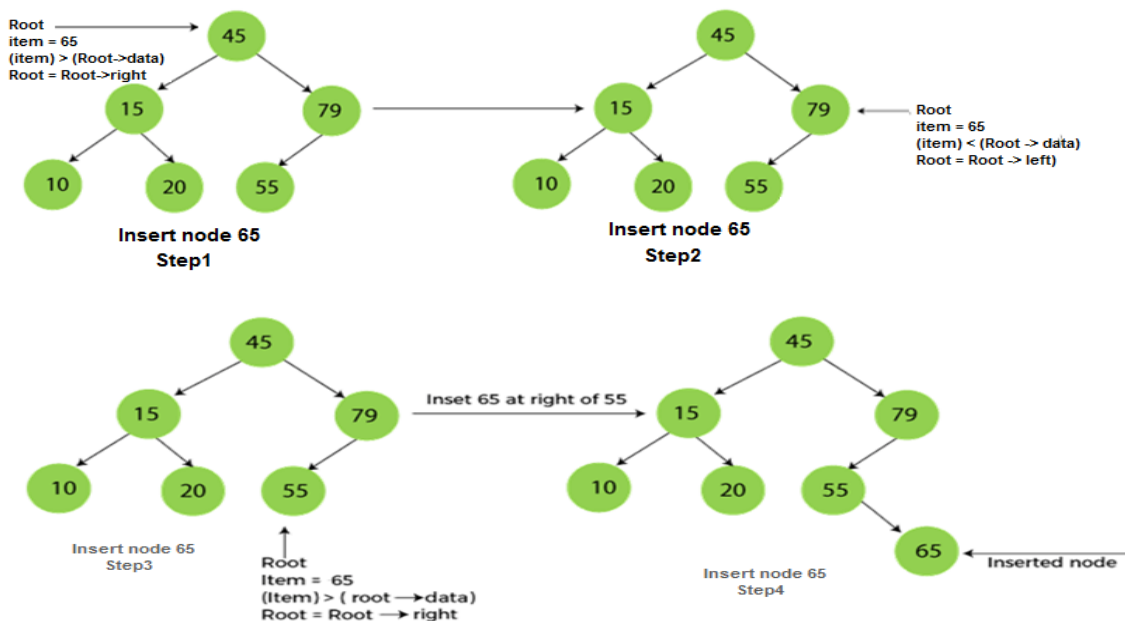 Root
item = 65
(item) > (Root->data)
Root = Root->right
45
15
79
10
20
55
Insert node 65
Step1
45
15
79
10
20
55
Root
item = 65
(item) < (Root -> data)
Root = Root -> left)
Insert node 65
Step2
45
15
79
10
20
55
Insert node 65
Step3
Root
Item = 65
(Item) > ( root →data)
Root = Root → right
Inset 65 at right of 55
45
15
79
10
20
55
65
Inserted node
Insert node 65
Step4